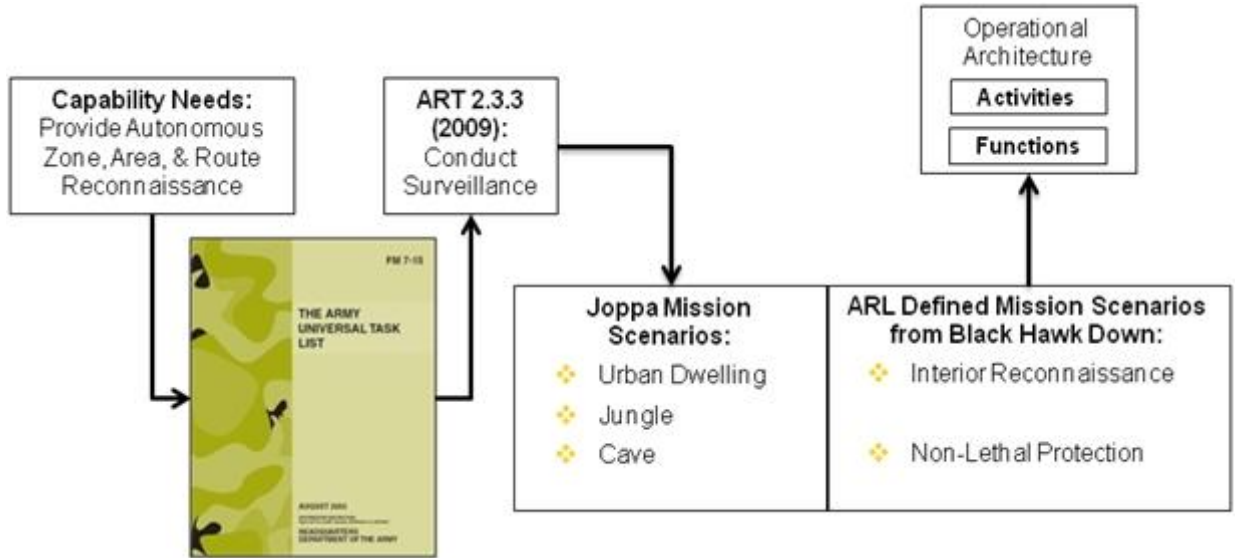 Capability Needs:
Provide Autonomous
Zone, Area, & Route
Reconnaissance
FM 7-15
THE ARMY
UNIVERSAL TASK
LIST
HEADQUARTERS
DEPARTMENT OF THE ARMY
ART 2.3.3
(2009):
Conduct
Surveillance
Joppa Mission
Scenarios:
Urban Dwelling
Jungle
Cave
ARL Defined Mission Scenarios
from Black Hawk Down:
Interior Reconnaissance
Non-Lethal Protection
Operational
Architecture
Activities
Functions